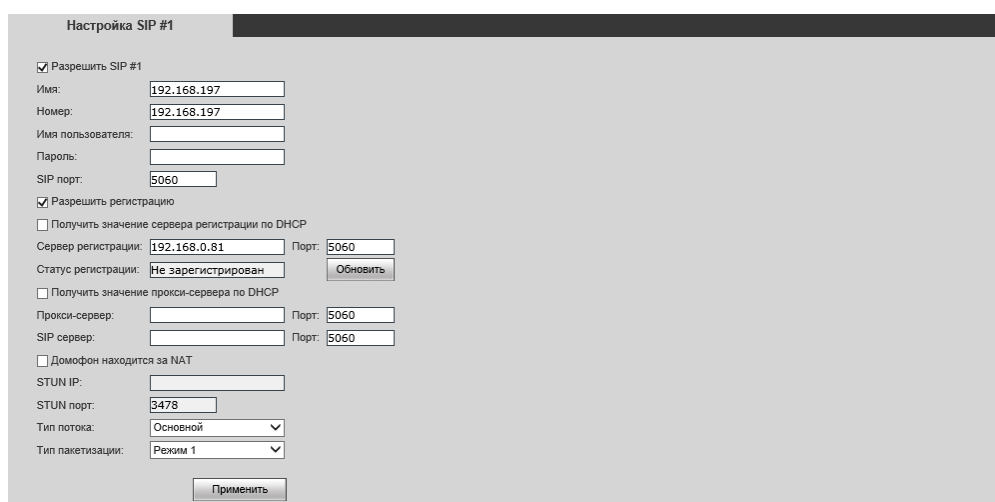 Настройка SIP #1
Разрешить SIP #1
Имя: 192.168.197
Номер: 192.168.197
Имя пользователя:
Пароль:
SIP порт: 5060
Разрешить регистрацию
Получить значение сервера регистрации по DHCP
Сервер регистрации: 192.168.0.81 Порт: 5060
Статус регистрации: Не зарегистрирован Обновить
Получить значение прокси-сервера по DHCP
Прокси-сервер: Порт: 5060
SIP сервер: Порт: 5060
Домофон находится за NAT
STUN IP:
STUN порт: 3478
Тип потока: Основной
Тип пакетизации: Режим 1
Применить